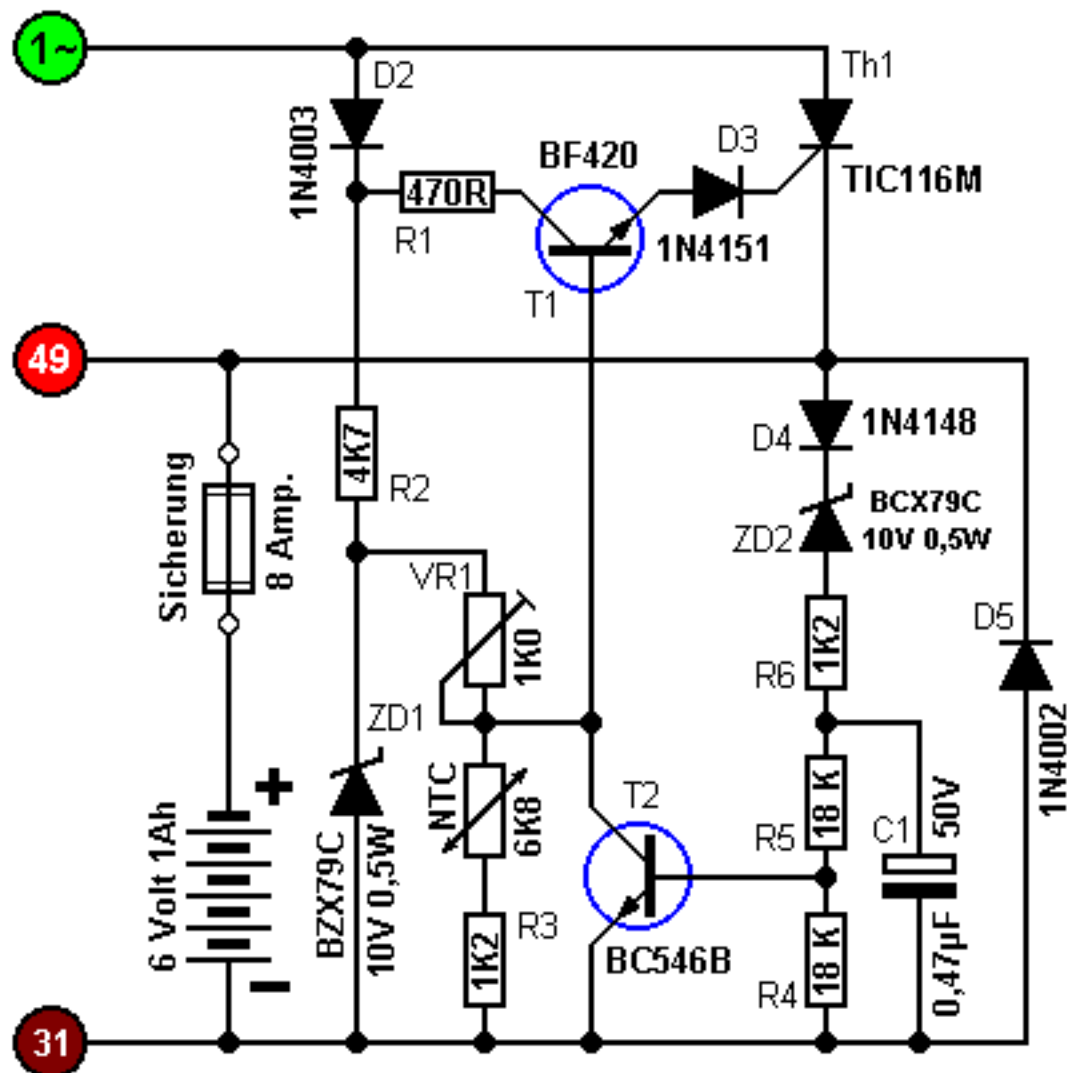 1~
D2
Th1
1N4003
BF420
D3
TIC116M
470R
R1
1N4151
T1
49
1N4148
D4
4K7
R2
BCX79C
10V 0,5W
ZD2
Sicherung
8 Amp.
VR1
1K0
1K2
R6
D5
1N4002
ZD1
NTC
6K8
T2
18 K
R5
C1
50V
0,47µF
+
6 Volt 1Ah
−
BZX79C
10V 0,5W
1K2
R3
BC546B
18 K
R4
31